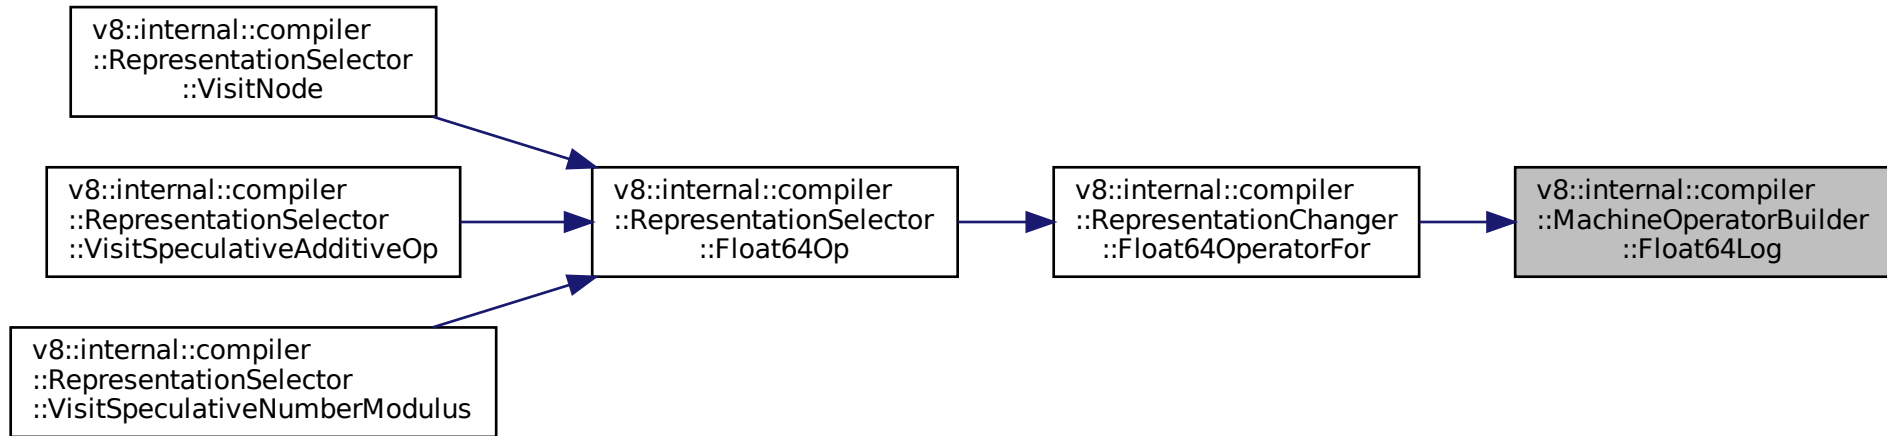 v8::internal::compiler
::RepresentationSelector
::VisitNode
v8::internal::compiler
::RepresentationSelector
::VisitSpeculativeAdditiveOp
v8::internal::compiler
::RepresentationSelector
::VisitSpeculativeNumberModulus
v8::internal::compiler
::RepresentationSelector
::Float64Op
v8::internal::compiler
::RepresentationChanger
::Float64OperatorFor
v8::internal::compiler
::MachineOperatorBuilder
::Float64Log